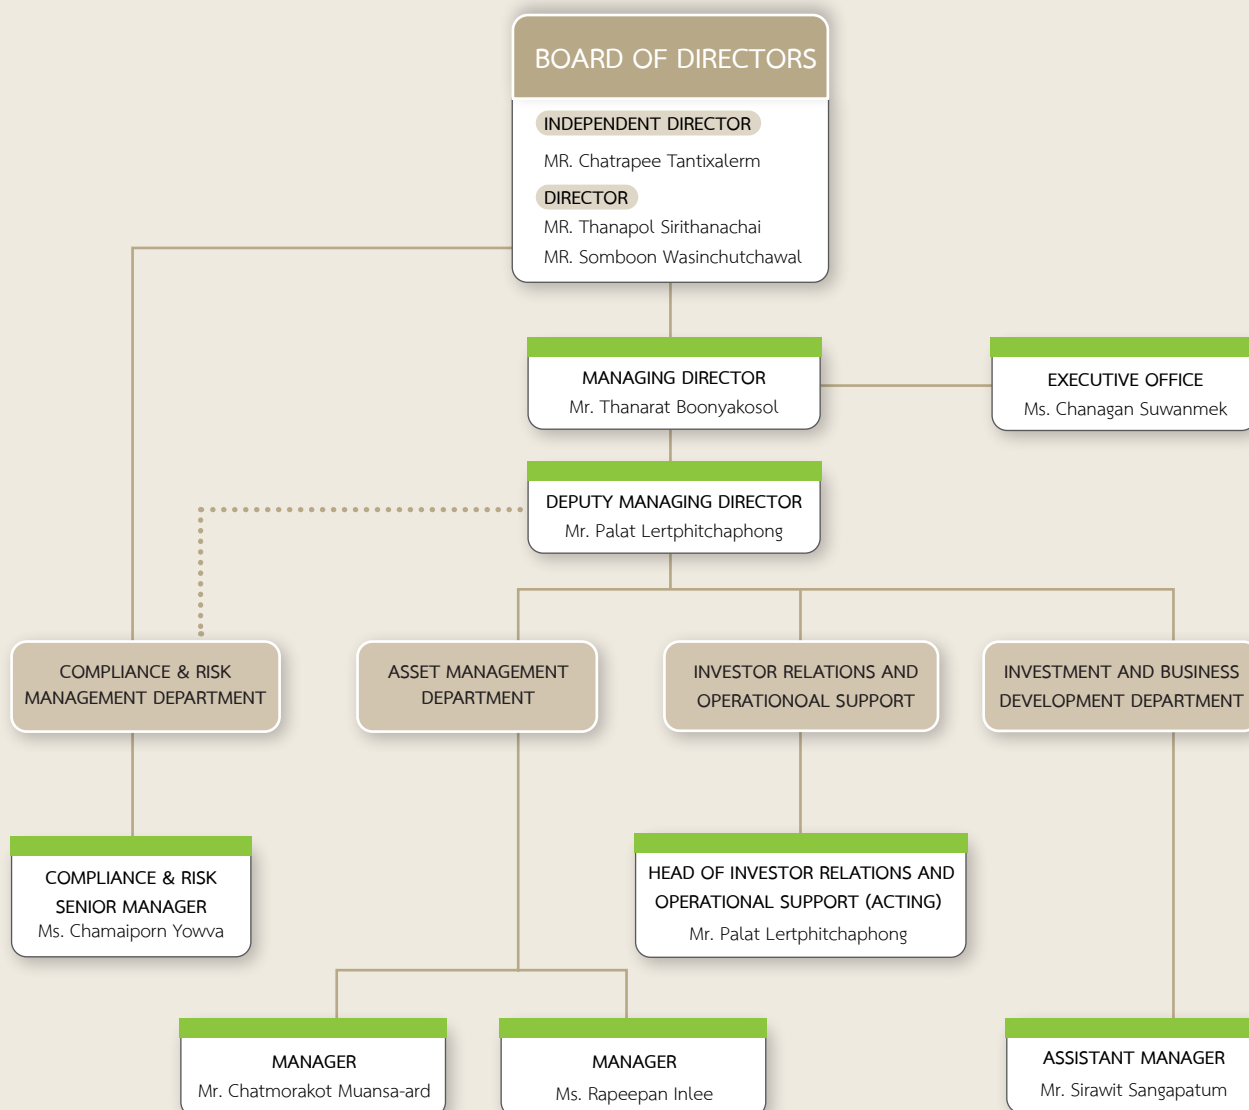 BOARD OF DIRECTORS
INDEPENDENT DIRECTOR
MR. Chatrapee Tantixalerm
DIRECTOR
MR. Thanapol Sirithanachai
MR. Somboon Wasinchutchawal
MANAGING DIRECTOR
Mr. Thanarat Boonyakosol
EXECUTIVE OFFICE
Ms. Chanagan Suwanmek
DEPUTY MANAGING DIRECTOR
Mr. Palat Lertphitchaphong
COMPLIANCE & RISK
MANAGEMENT DEPARTMENT
ASSET MANAGEMENT
DEPARTMENT
INVESTOR RELATIONS AND
OPERATIONOAL SUPPORT
INVESTMENT AND BUSINESS
DEVELOPMENT DEPARTMENT
COMPLIANCE & RISK
SENIOR MANAGER
Ms. Chamaiporn Yowva
HEAD OF INVESTOR RELATIONS AND
OPERATIONAL SUPPORT (ACTING)
Mr. Palat Lertphitchaphong
MANAGER
Mr. Chatmorakot Muansa-ard
MANAGER
Ms. Rapeepan Inlee
ASSISTANT MANAGER
Mr. Sirawit Sangapatum